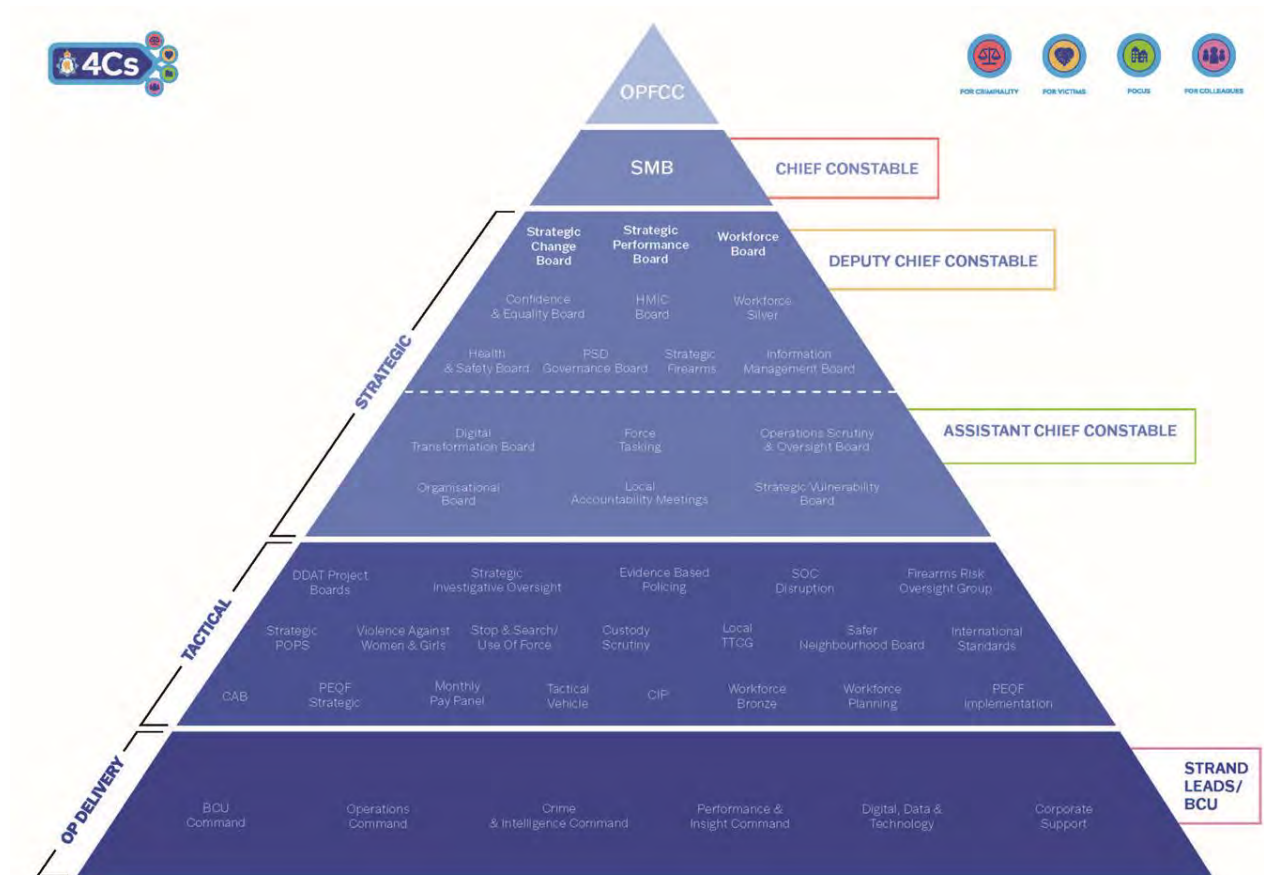 4Cs
FOR CRIMINALITY
FOR VICTIMS
FOCUS
FOR COLLEAGUES
OPFCC
SMB
CHIEF CONSTABLE
Strategic
Change
Board
Strategic
Performance
Board
Workforce
Board
DEPUTY CHIEF CONSTABLE
Confidence
& Equality Board
HMIC
Board
Workforce
Silver
Health
& Safety Board
PSD
Governance Board
Strategic
Firearms
Information
Management Board
STRATEGIC
Digital
Transformation Board
Force
Tasking
Operations Scrutiny
& Oversight Board
ASSISTANT CHIEF CONSTABLE
Organisational
Board
Local
Accountability Meetings
Strategic Vulnerability
Board
DDAT Project
Boards
Strategic
Investigative Oversight
Evidence Based
Policing
SOC
Disruption
Firearms Risk
Oversight Group
TACTICAL
Strategic
POPS
Violence Against
Women & Girls
Stop & Search/
Use Of Force
Custody
Scrutiny
Local
TTCG
Safer
Neighbourhood Board
International
Standards
CAB
PEQF
Strategic
Monthly
Pay Panel
Tactical
Vehicle
CIP
Workforce
Bronze
Workforce
Planning
PEQF
implementation
OP DELIVERY
BCU
Command
Operations
Command
Crime
& Intelligence Command
Performance &
Insight Command
Digital, Data &
Technology
Corporate
Support
STRAND
LEADS/
BCU